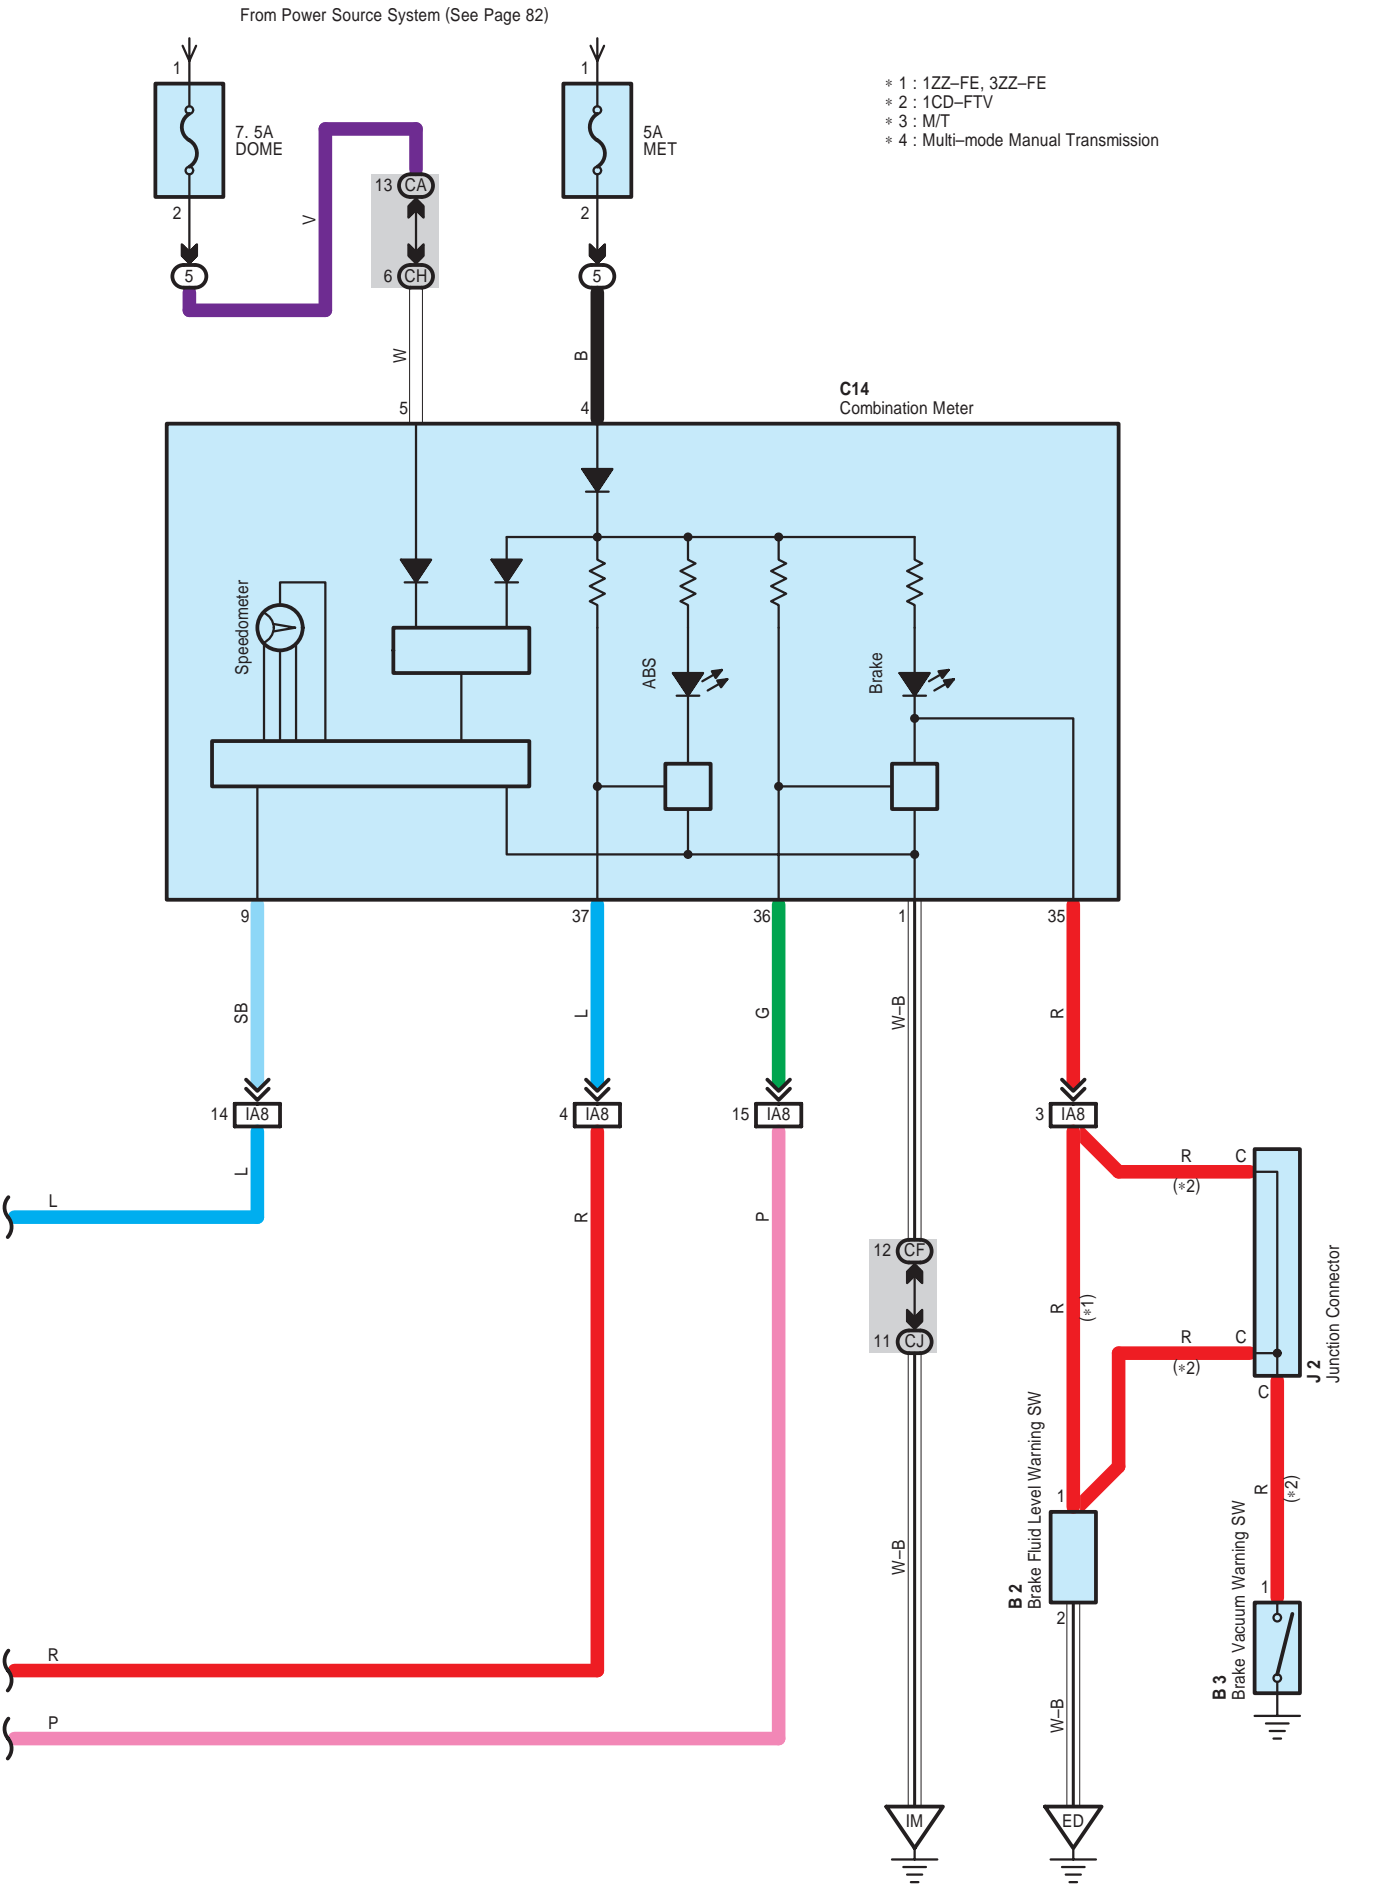 From Power Source System (See Page 82)
1
1
7. 5A
DOME
5A
MET
* 1 : 1ZZ–FE, 3ZZ–FE
* 2 : 1CD–FTV
* 3 : M/T
* 4 : Multi–mode Manual Transmission
13 CA
2
V
2
5
6 CH
5
W
B
C14
Combination Meter
5
4
Speedometer
ABS
Brake
9
37
36
1
35
SB
L
G
W–B
R
14 IA8
4 IA8
15 IA8
3 IA8
L
L
R
P
R
(*2)
C
12 CF
11 CJ
R
(*1)
R
(*2)
C
C
J 2
Junction Connector
W–B
1
B 2
Brake Fluid Level Warning SW
2
R
(*2)
1
B 3
Brake Vacuum Warning SW
R
P
W–B
IM
ED